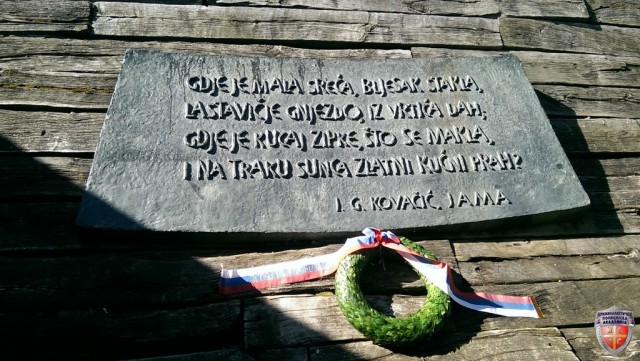 GDJE JE MALA SREĆA, BLJESAK STAKLA,
LASTAVIČJE GNIJEZDO, IZ VRTIĆA DAH;
GDJE JE KUCAJ ZIPKE, ŠTO SE MAKLA,
I NA TRAKU SUNCA ZLATNI KUĆNI PRAH?
I. G. KOVAČIĆ, JAMA